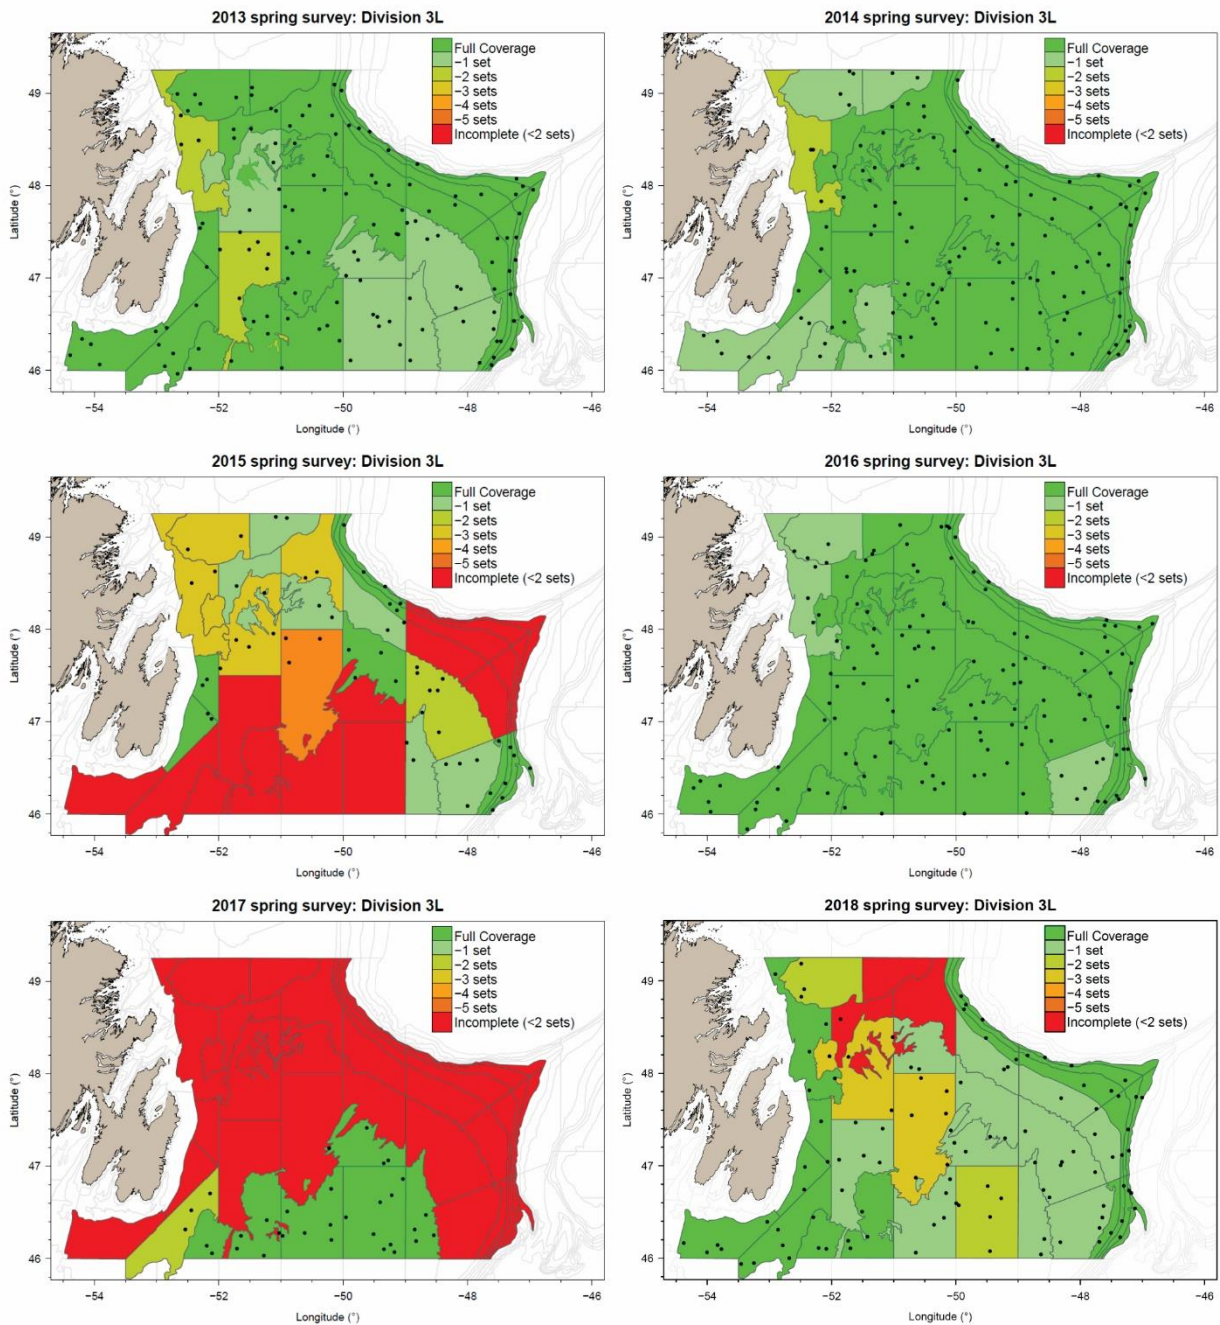 2013 spring survey: Division 3L
Full Coverage
−1 set
−2 sets
−3 sets
−4 sets
−5 sets
Incomplete (<2 sets)
49
48
47
46
Latitude (°)
−54 −52 −50 −48 −46
Longitude (°)
2014 spring survey: Division 3L
Full Coverage
−1 set
−2 sets
−3 sets
−4 sets
−5 sets
Incomplete (<2 sets)
49
48
47
46
Latitude (°)
−54 −52 −50 −48 −46
Longitude (°)
2015 spring survey: Division 3L
Full Coverage
−1 set
−2 sets
−3 sets
−4 sets
−5 sets
Incomplete (<2 sets)
49
48
47
46
Latitude (°)
−54 −52 −50 −48 −46
Longitude (°)
2016 spring survey: Division 3L
Full Coverage
−1 set
−2 sets
−3 sets
−4 sets
−5 sets
Incomplete (<2 sets)
49
48
47
46
Latitude (°)
−54 −52 −50 −48 −46
Longitude (°)
2017 spring survey: Division 3L
Full Coverage
−1 set
−2 sets
−3 sets
−4 sets
−5 sets
Incomplete (<2 sets)
49
48
47
46
Latitude (°)
−54 −52 −50 −48 −46
Longitude (°)
2018 spring survey: Division 3L
Full Coverage
−1 set
−2 sets
−3 sets
−4 sets
−5 sets
Incomplete (<2 sets)
49
48
47
46
Latitude (°)
−54 −52 −50 −48 −46
Longitude (°)